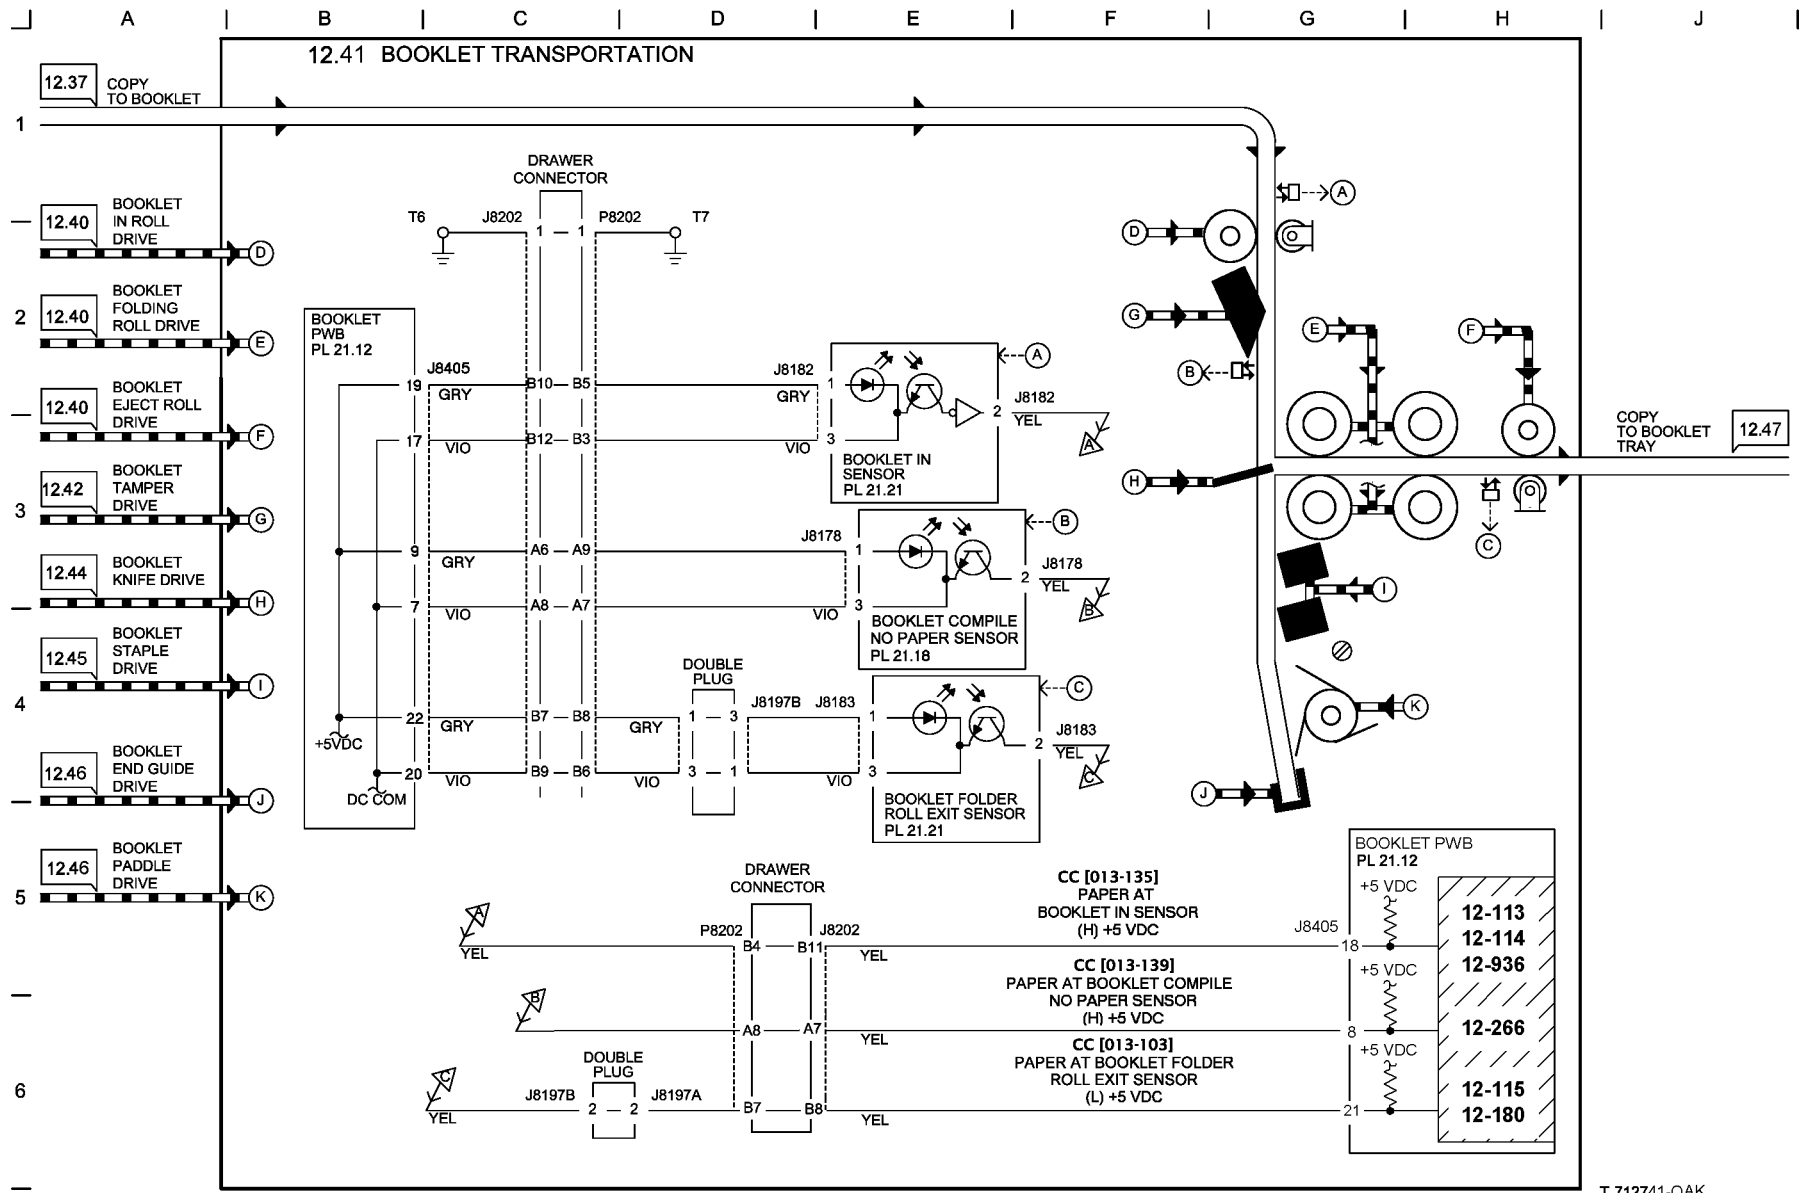 A B C D E F G H J
12.41 BOOKLET TRANSPORTATION
12.37
COPY
TO BOOKLET
1
DRAWER
CONNECTOR
A
12.40
BOOKLET
IN ROLL
DRIVE
D
T6 J8202 1 1 P8202 T7
D
2
12.40
BOOKLET
FOLDING
ROLL DRIVE
E
BOOKLET
PWB
PL 21.12
G
E
F
A
B
12.40
BOOKLET
EJECT ROLL
DRIVE
F
J8405
19 GRY B10 B5 J8182 GRY 1
2 J8182
YEL
A
17 VIO B12 B3 VIO 3
BOOKLET IN
SENSOR
PL 21.21
COPY
TO BOOKLET
TRAY
12.47
H
3
12.42
BOOKLET
TAMPER
DRIVE
G
B
C
9 GRY A6 A9 J8178 1
2 J8178
YEL
B
12.44
BOOKLET
KNIFE DRIVE
H
7 VIO A8 A7 VIO 3
BOOKLET COMPILE
NO PAPER SENSOR
PL 21.18
I
12.45
BOOKLET
STAPLE
DRIVE
I
DOUBLE
PLUG
C
4
22 GRY B7 B8 GRY 1 3 J8197B J8183 1
2 J8183
YEL
C
K
+5VDC
20 VIO B9 B6 VIO 3 1 VIO 3
DC COM
BOOKLET FOLDER
ROLL EXIT SENSOR
PL 21.21
J
12.46
BOOKLET
END GUIDE
DRIVE
J
5
12.46
BOOKLET
PADDLE
DRIVE
K
DRAWER
CONNECTOR
CC [013-135]
PAPER AT
BOOKLET IN SENSOR
(H) +5 VDC
BOOKLET PWB
PL 21.12
+5 VDC
A
YEL
P8202 B4 B11 J8202
YEL
J8405
18
12-113
12-114
12-936
CC [013-139]
PAPER AT BOOKLET COMPILE
NO PAPER SENSOR
(H) +5 VDC
+5 VDC
B
A8 A7
YEL
8
12-266
6
CC [013-103]
PAPER AT BOOKLET FOLDER
ROLL EXIT SENSOR
(L) +5 VDC
+5 VDC
DOUBLE
PLUG
C
YEL
J8197B 2 2 J8197A
B7 B8
YEL
21
12-115
12-180
T 712741-OAK